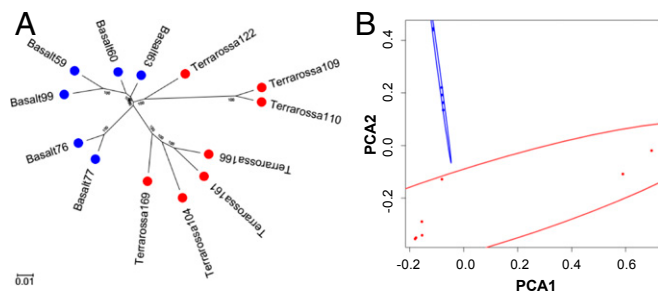 A
Basalt59
Basalt60
Basalt63
Terrarossa122
Terrarossa109
Terrarossa110
Basalt99
Basalt76
Basalt77
Terrarossa166
Terrarossa161
Terrarossa104
Terrarossa169
0.01
B
PCA2
0.4
0.2
0.0
-0.2
-0.2
0.0
0.2
0.4
0.6
PCA1